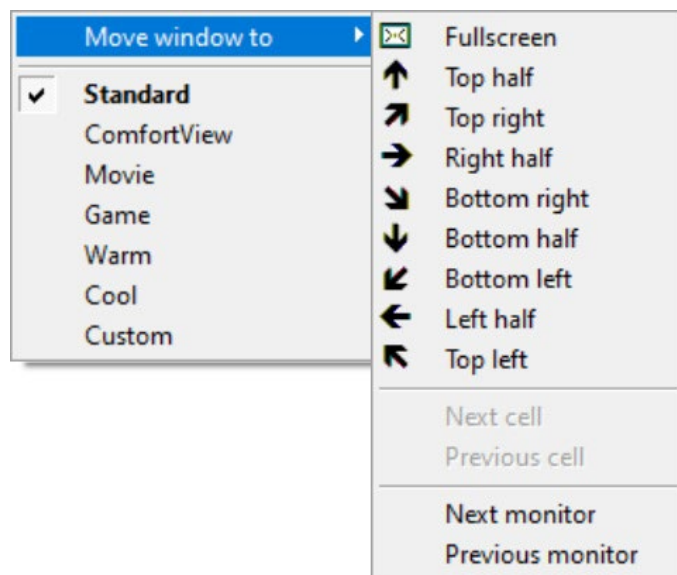 Move window to
Standard
ComfortView
Movie
Game
Warm
Cool
Custom
Fullscreen
Top half
Top right
Right half
Bottom right
Bottom half
Bottom left
Left half
Top left
Next cell
Previous cell
Next monitor
Previous monitor